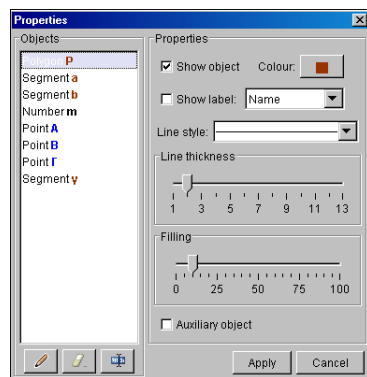 Properties
Objects
Polygon P
Segment a
Segment b
Number m
Point A
Point B
Point Γ
Segment γ
Properties
Show object Colour:
Show label: Name
Line style:
Line thickness
1 3 5 7 9 11 13
Filling
0 25 50 75 100
Auxiliary object
Apply Cancel